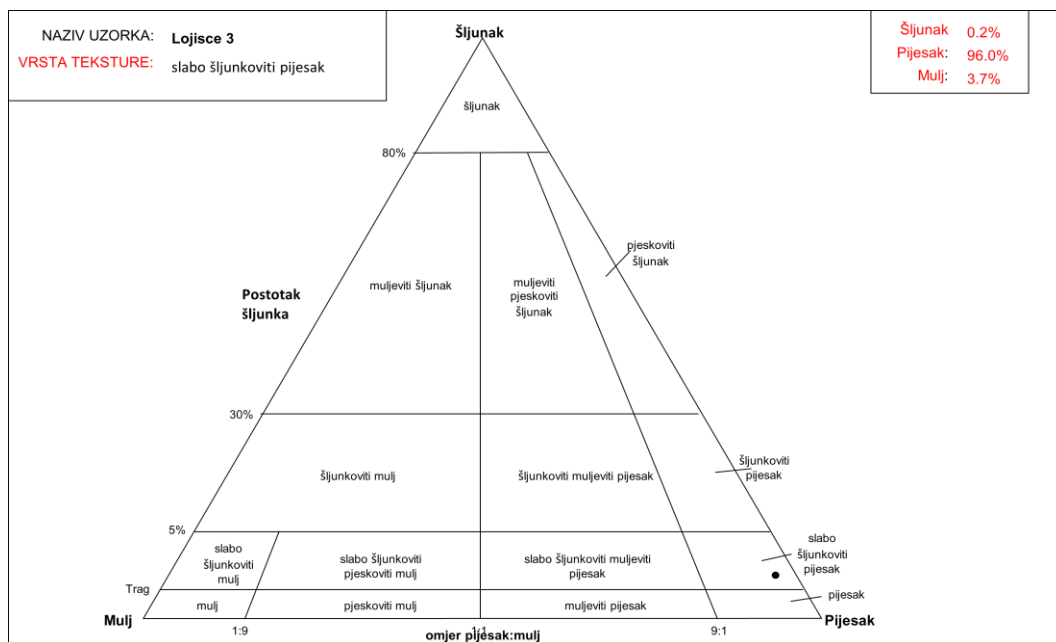 NAZIV UZORKA: Lojisce 3
VRSTA TEKSTURE: slabo šljunkoviti pijesak
Šljunak
Šljunak 0.2%
Pijesak: 96.0%
Mulj: 3.7%
šljunak
80%
pjeskoviti
šljunak
muljeviti šljunak
muljeviti
pjeskoviti
šljunak
Postotak
šljunka
30%
šljunkoviti mulj
šljunkoviti muljeviti pijesak
šljunkoviti
pijesak
5%
slabo
šljunkoviti
mulj
slabo šljunkoviti
pjeskoviti mulj
slabo šljunkoviti muljeviti
pijesak
slabo
šljunkoviti
pijesak
Trag
mulj
pjeskoviti mulj
muljeviti pijesak
pijesak
Mulj
Pijesak
1:9
1:1
9:1
omjer pijesak:mulj